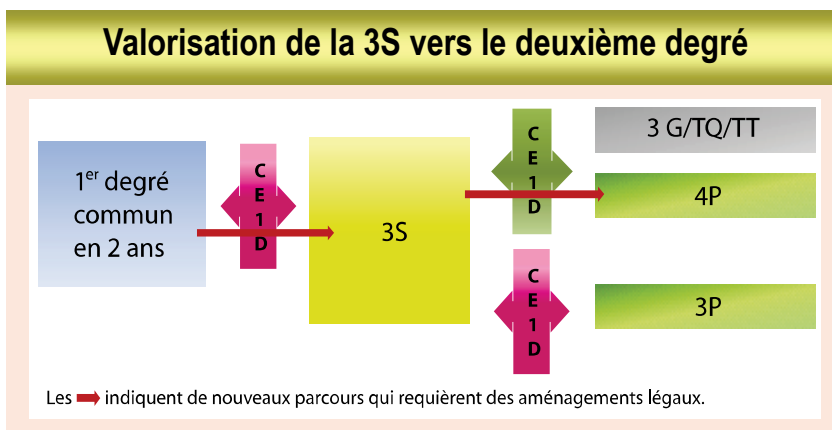 Valorisation de la 3S vers le deuxième degré
1er degré
commun
en 2 ans
C
E
1
D
3S
C
E
1
D
C
E
1
D
3 G/TQ/TT
4P
3P
Les indiquent de nouveaux parcours qui requièrent des aménagements légaux.